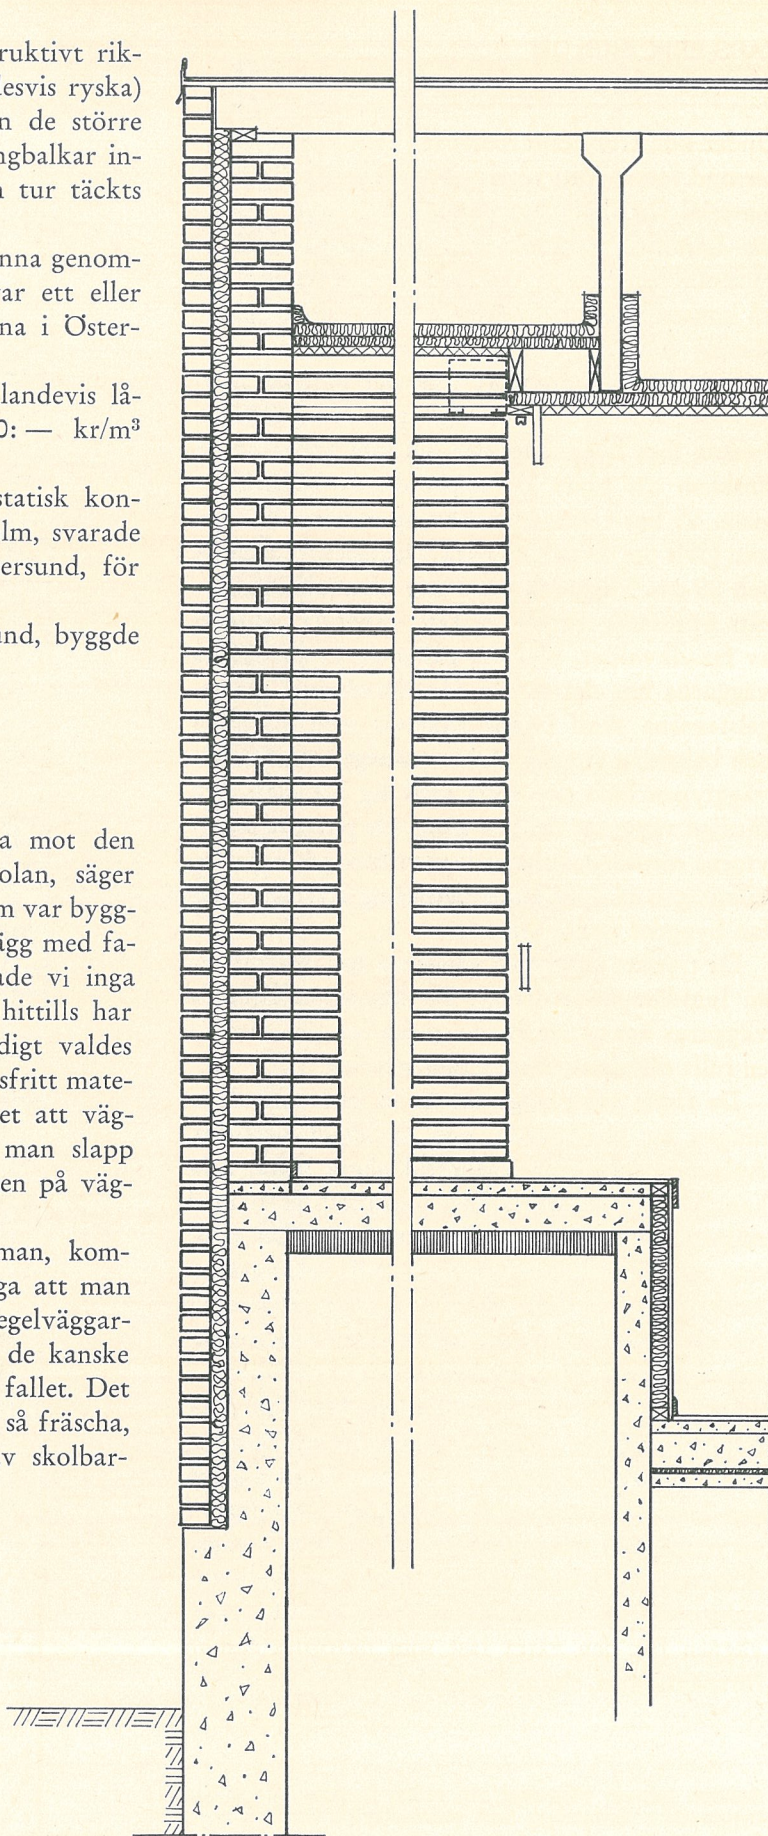 ruktivt rik-
lesvis ryska)
n de större
ngbalkar in-
n tur täckts
nna genom-
var ett eller
na i Öster-
landevis lå-
0: — kr/m³
statisk kon-
lm, svarade
ersund, för
und, byggde
a mot den
olan, säger
m var bygg-
ägg med fa-
ade vi inga
hittills har
digt valdes
sfritt mate-
et att väg-
man slapp
en på väg-
man, kom-
ga att man
egelväggar-
de kanske
fallet. Det
så fräscha,
v skolbar-